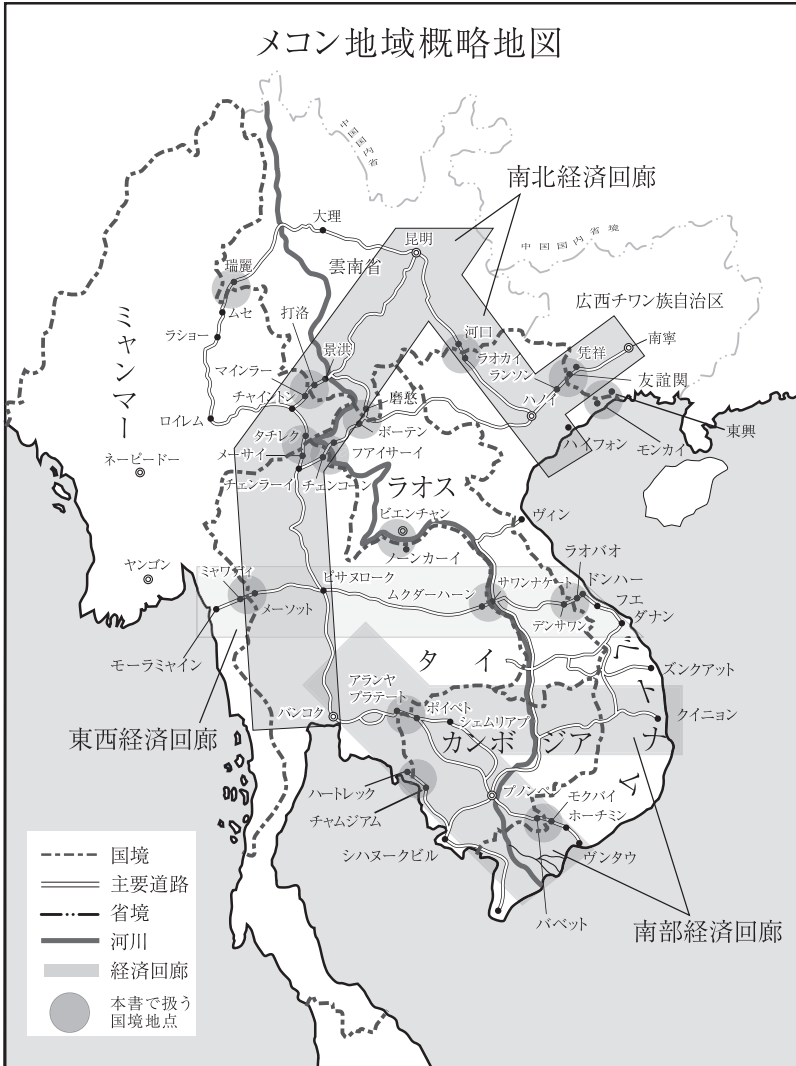 メコン地域概略地図
中国国内省
南北経済回廊
大理
昆明
中国国内省境
雲南省
瑞麗
広西チワン族自治区
ムセ
打洛
河口
南寧
ミャンマー
ラショー
景洪
ラオカイ
凭祥
マインラー
ランソン
友誼関
チャイントン
磨憨
ハノイ
ロイレム
東興
タチレク
ボーテン
ハイフォン
モンカイ
メーサイ
フアイサーイ
ネーピードー
チェンラーイ
チェンコーン
ラオス
ビエンチャン
ヴィン
ノーンカーイ
ラオバオ
ヤンゴン
ミャワディ
ピサヌローク
サワンナケート
ドンハー
ムクダーハーン
フエ
メーソット
デンサワン
ダナン
モーラミャイン
タイ
ベトナム
ズンクアット
アランヤ
プラテート
ポイペト
クイニョン
バンコク
シェムリアプ
東西経済回廊
カンボジア
ハートレック
プノンペン
モクバイ
チャムジアム
ホーチミン
シハヌークビル
ヴンタウ
バベット
南部経済回廊
国境
主要道路
省境
河川
経済回廊
本書で扱う
国境地点